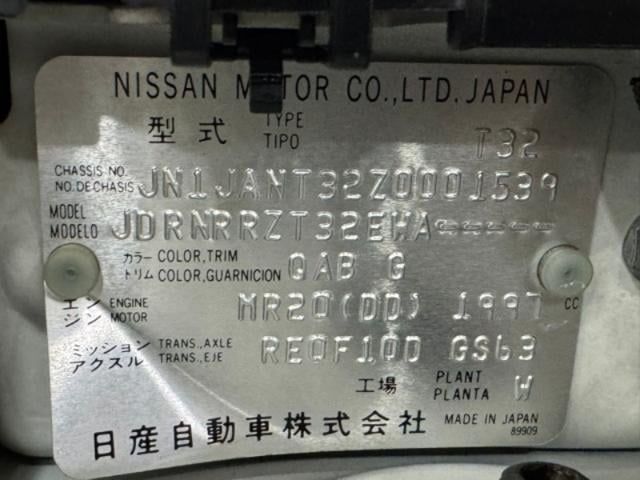 NISSAN MOTOR CO.,LTD.JAPAN
型式 TYPE TIPO T32
CHASSIS NO. NO.DECHASIS JN1JANT32Z0001539
MODEL MODELO JDRNRRZT32EWA-----
カラー トリム COLOR,TRIM COLOR,GUARNICION QAB G
エンジン ENGINE MOTOR MR20(DD) 1997 CC
ミッション アクスル TRANS.,AXLE TRANS.,EJE RE0F10D GS63
工場 PLANT PLANTA W
日産自動車株式会社 MADE IN JAPAN
89909